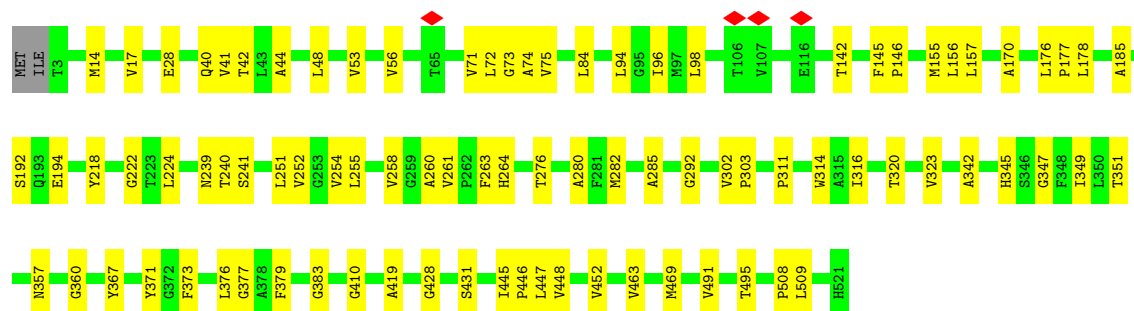 MET ILE T3 M14 V17 E28 Q40 V41 T42 L43 A44 L48 V53 V56 T65 V71 L72 G73 A74 V75 L84 L94 G95 I96 M97 L98 T106 V107 E116 T142 F145 P146 M155 L156 L157 A170 L176 P177 L178 A185
S192 Q193 E194 Y218 G222 T223 L224 N239 T240 S241 L251 V252 G253 V254 L255 V258 G259 A260 V261 P262 F263 H264 T276 A280 F281 M282 A285 G292 V302 P303 P311 W314 A315 I316 T320 V323 A342 H345 S346 G347 F348 I349 L350 T351
N357 G360 Y367 Y371 G372 F373 L376 G377 A378 F379 G383 G410 A419 G428 S431 I445 P446 L447 V448 V452 V463 M469 V491 T495 P508 L509 H521